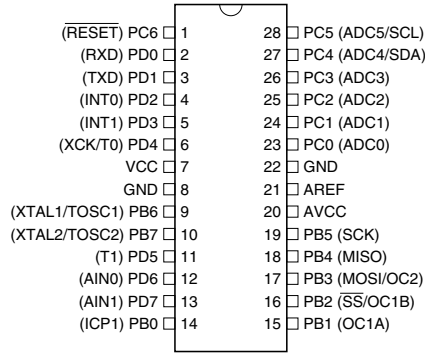 (RESET) PC6 1
(RXD) PD0 2
(TXD) PD1 3
(INT0) PD2 4
(INT1) PD3 5
(XCK/T0) PD4 6
VCC 7
GND 8
(XTAL1/TOSC1) PB6 9
(XTAL2/TOSC2) PB7 10
(T1) PD5 11
(AIN0) PD6 12
(AIN1) PD7 13
(ICP1) PB0 14
28 PC5 (ADC5/SCL)
27 PC4 (ADC4/SDA)
26 PC3 (ADC3)
25 PC2 (ADC2)
24 PC1 (ADC1)
23 PC0 (ADC0)
22 GND
21 AREF
20 AVCC
19 PB5 (SCK)
18 PB4 (MISO)
17 PB3 (MOSI/OC2)
16 PB2 (SS/OC1B)
15 PB1 (OC1A)